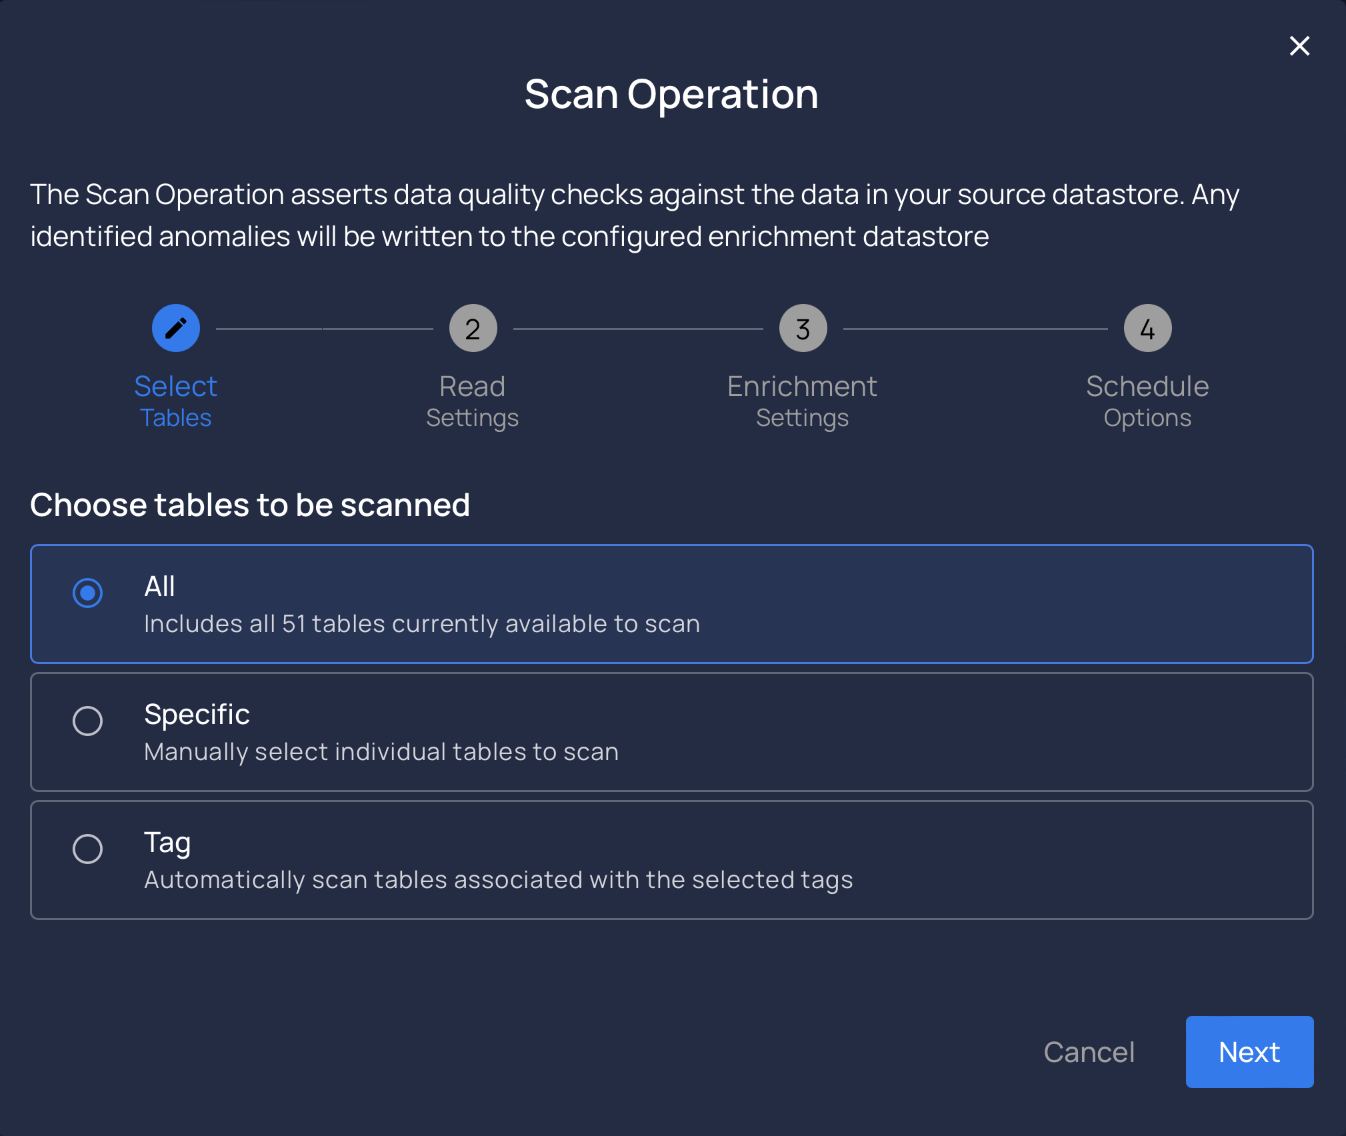 Scan Operation
The Scan Operation asserts data quality checks against the data in your source datastore. Any
identified anomalies will be written to the configured enrichment datastore
2
3
4
Select
Tables
Read
Settings
Enrichment
Settings
Schedule
Options
Choose tables to be scanned
All
Includes all 51 tables currently available to scan
Specific
Manually select individual tables to scan
Tag
Automatically scan tables associated with the selected tags
Cancel
Next